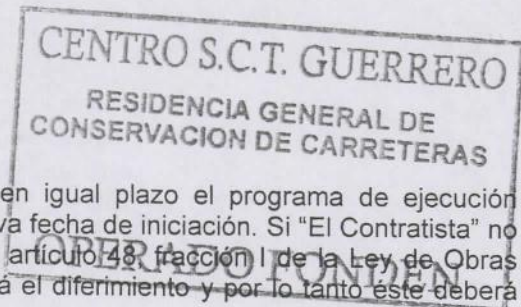 CENTRO S.C.T. GUERRERO
RESIDENCIA GENERAL DE
CONSERVACION DE CARRETERAS
en igual plazo el programa de ejecución
va fecha de iniciación. Si "El Contratista" no
artículo 48, fracción I de la Ley de Obras
OPERADO FONDEN
á el diferimiento y por lo tanto éste deberá